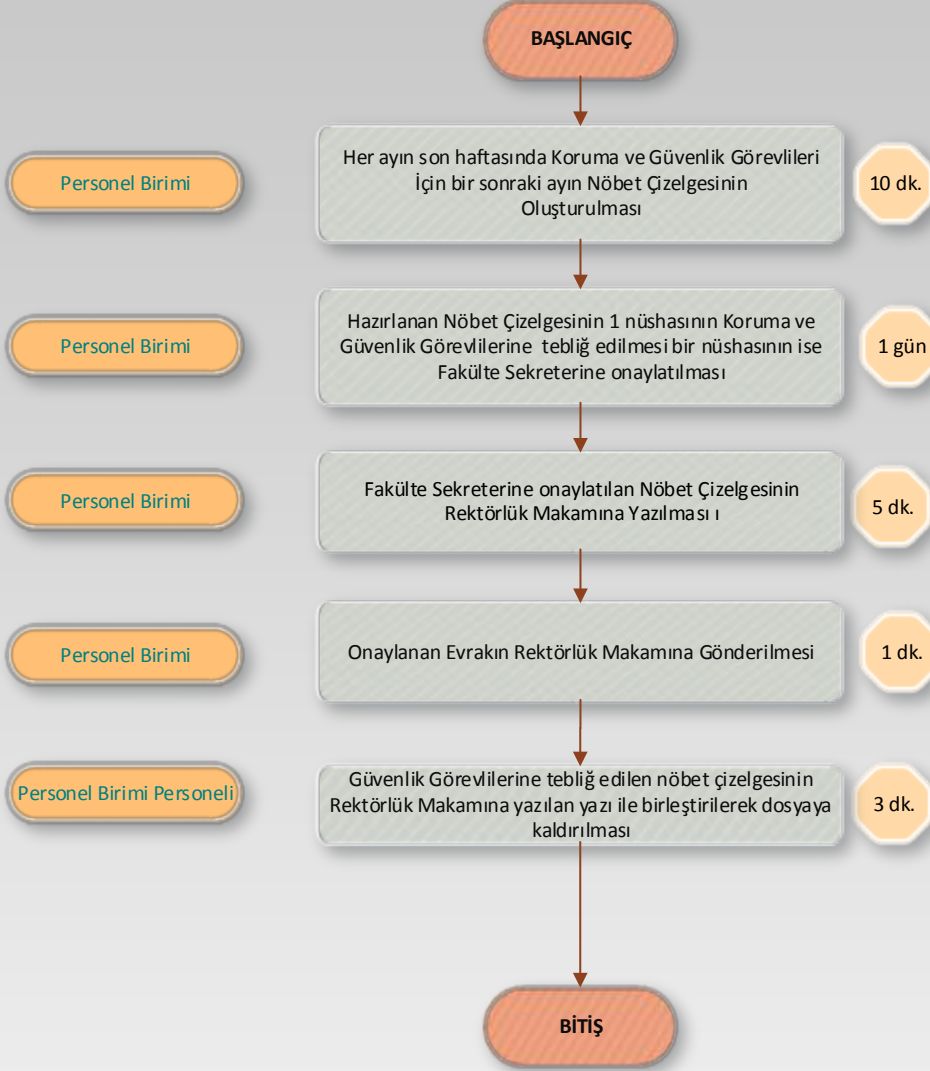 BAŞLANGIÇ
Personel Birimi
Her ayın son haftasında Koruma ve Güvenlik Görevlileri
İçin bir sonraki ayın Nöbet Çizelgesinin
Oluşturulması
10 dk.
Personel Birimi
Hazırlanan Nöbet Çizelgesinin 1 nüshasının Koruma ve
Güvenlik Görevlilerine tebliğ edilmesi bir nüshasının ise
Fakülte Sekreterine onaylatılması
1 gün
Personel Birimi
Fakülte Sekreterine onaylatılan Nöbet Çizelgesinin
Rektörlük Makamına Yazılması ı
5 dk.
Personel Birimi
Onaylanan Evrakın Rektörlük Makamına Gönderilmesi
1 dk.
Personel Birimi Personeli
Güvenlik Görevlilerine tebliğ edilen nöbet çizelgesinin
Rektörlük Makamına yazılan yazı ile birleştirilerek dosyaya
kaldırılması
3 dk.
BİTİŞ